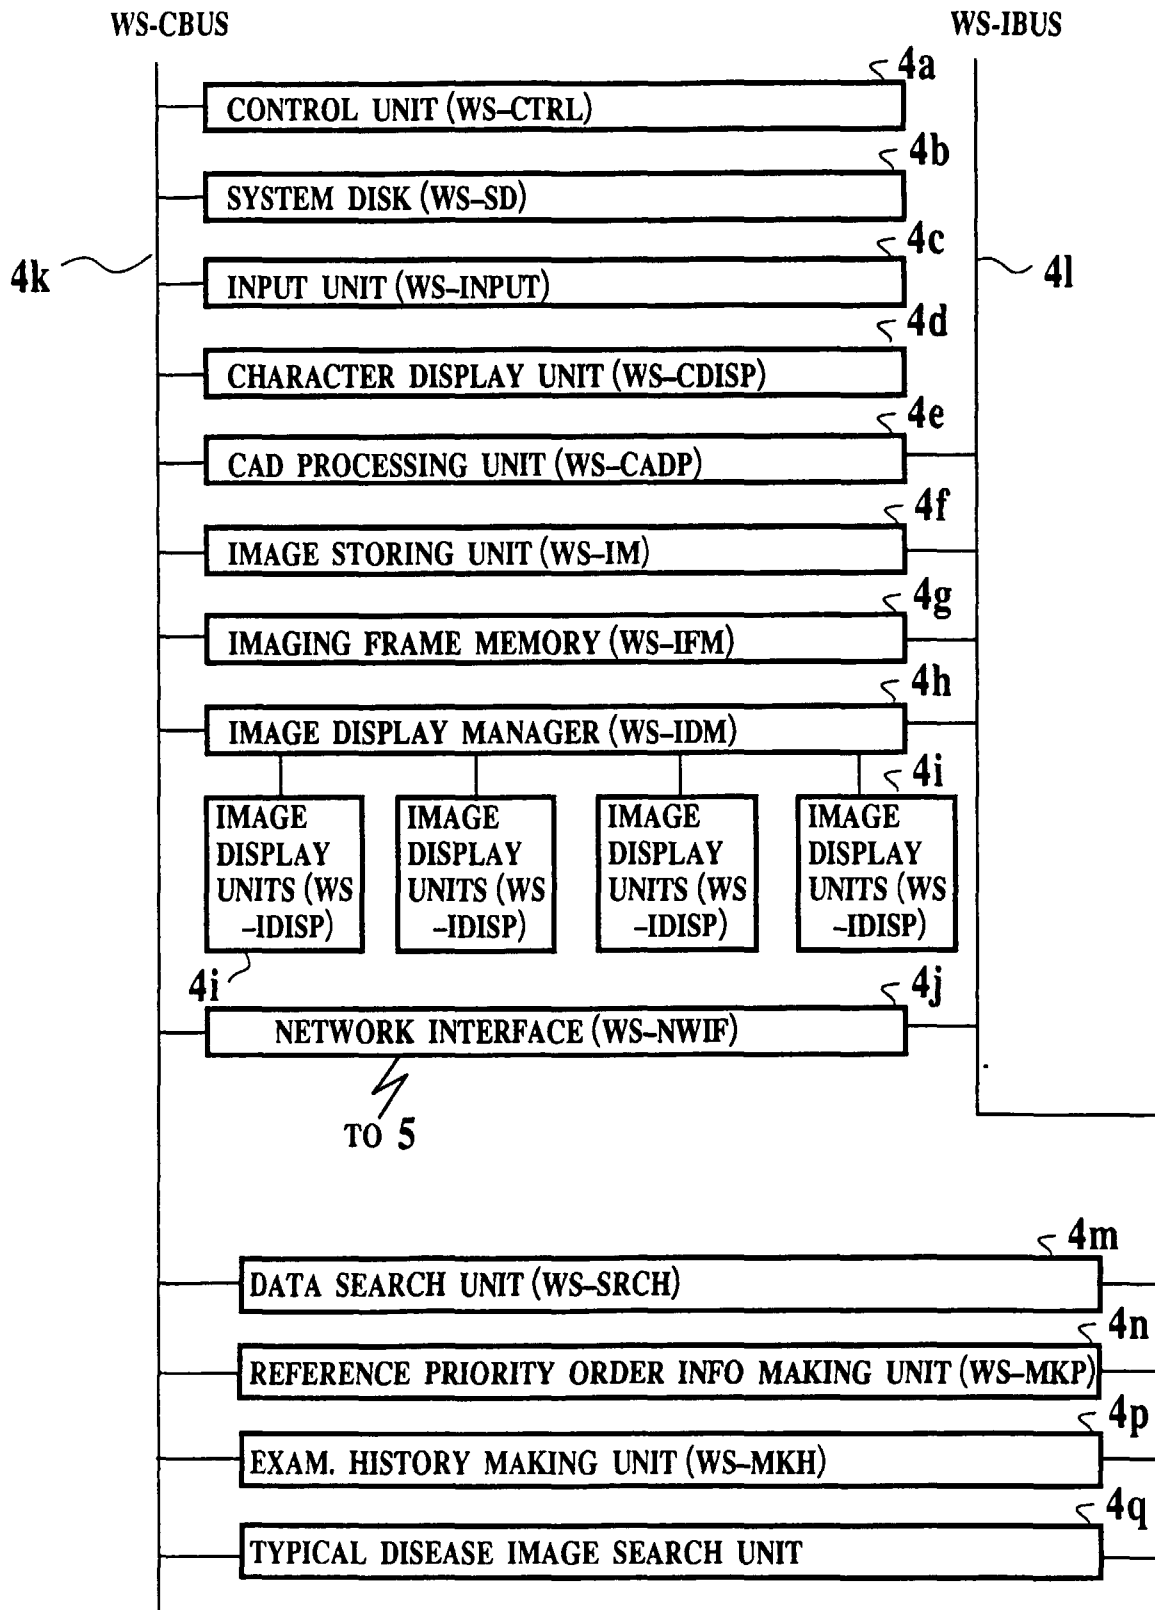 WS-CBUS
WS-IBUS
4a
CONTROL UNIT (WS-CTRL)
4b
SYSTEM DISK (WS-SD)
4c
4k
INPUT UNIT (WS-INPUT)
4l
4d
CHARACTER DISPLAY UNIT (WS-CDISP)
4e
CAD PROCESSING UNIT (WS-CADP)
4f
IMAGE STORING UNIT (WS-IM)
4g
IMAGING FRAME MEMORY (WS-IFM)
4h
IMAGE DISPLAY MANAGER (WS-IDM)
4i
IMAGE
DISPLAY
UNITS (WS
-IDISP)
IMAGE
DISPLAY
UNITS (WS
-IDISP)
IMAGE
DISPLAY
UNITS (WS
-IDISP)
IMAGE
DISPLAY
UNITS (WS
-IDISP)
4i
4j
NETWORK INTERFACE (WS-NWIF)
TO 5
4m
DATA SEARCH UNIT (WS-SRCH)
4n
REFERENCE PRIORITY ORDER INFO MAKING UNIT (WS-MKP)
4p
EXAM. HISTORY MAKING UNIT (WS-MKH)
4q
TYPICAL DISEASE IMAGE SEARCH UNIT